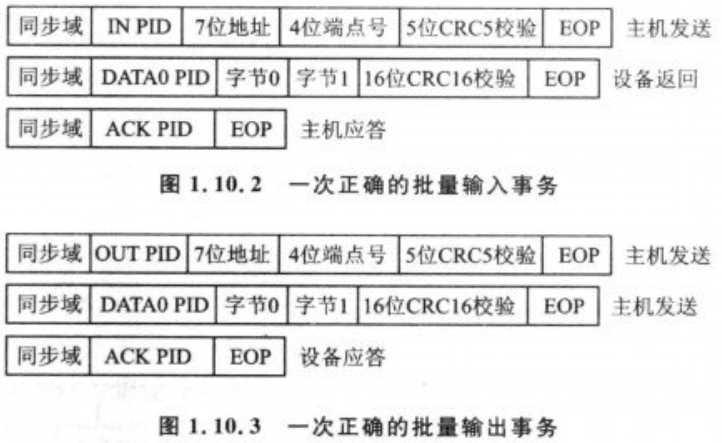 同步域 IN PID 7位地址 4位端点号 5位CRC5校验 EOP 主机发送
同步域 DATA0 PID 字节0 字节1 16位CRC16校验 EOP 设备返回
同步域 ACK PID EOP 主机应答
图 1.10.2 一次正确的批量输入事务
同步域 OUT PID 7位地址 4位端点号 5位CRC5校验 EOP 主机发送
同步域 DATA0 PID 字节0 字节1 16位CRC16校验 EOP 主机发送
同步域 ACK PID EOP 设备应答
图 1.10.3 一次正确的批量输出事务